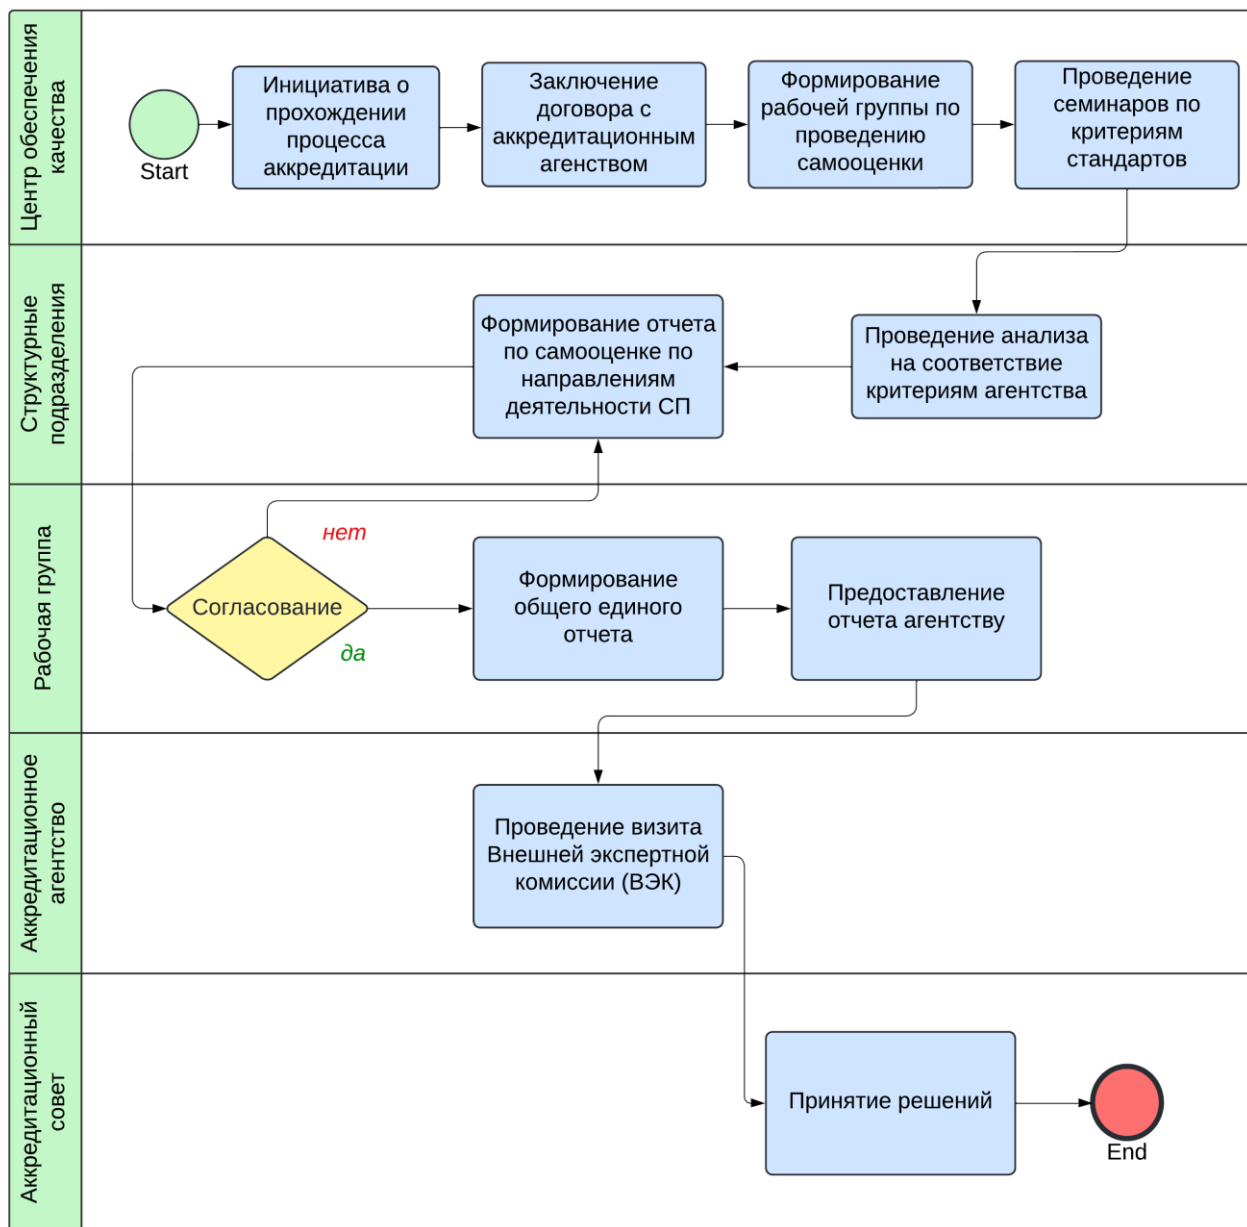 Центр обеспечения
качества
Start
Инициатива о
прохождении
процесса
аккредитации
Заключение
договора с
аккредитационным
агенством
Формирование
рабочей группы по
проведению
самооценки
Проведение
семинаров по
критериям
стандартов
Структурные
подразделения
Формирование отчета
по самооценке по
направлениям
деятельности СП
Проведение анализа
на соответствие
критериям агентства
Рабочая группа
Согласование
нет
да
Формирование
общего единого
отчета
Предоставление
отчета агентству
Аккредитационное
агентство
Проведение визита
Внешней экспертной
комиссии (ВЭК)
Аккредитационный
совет
Принятие решений
End